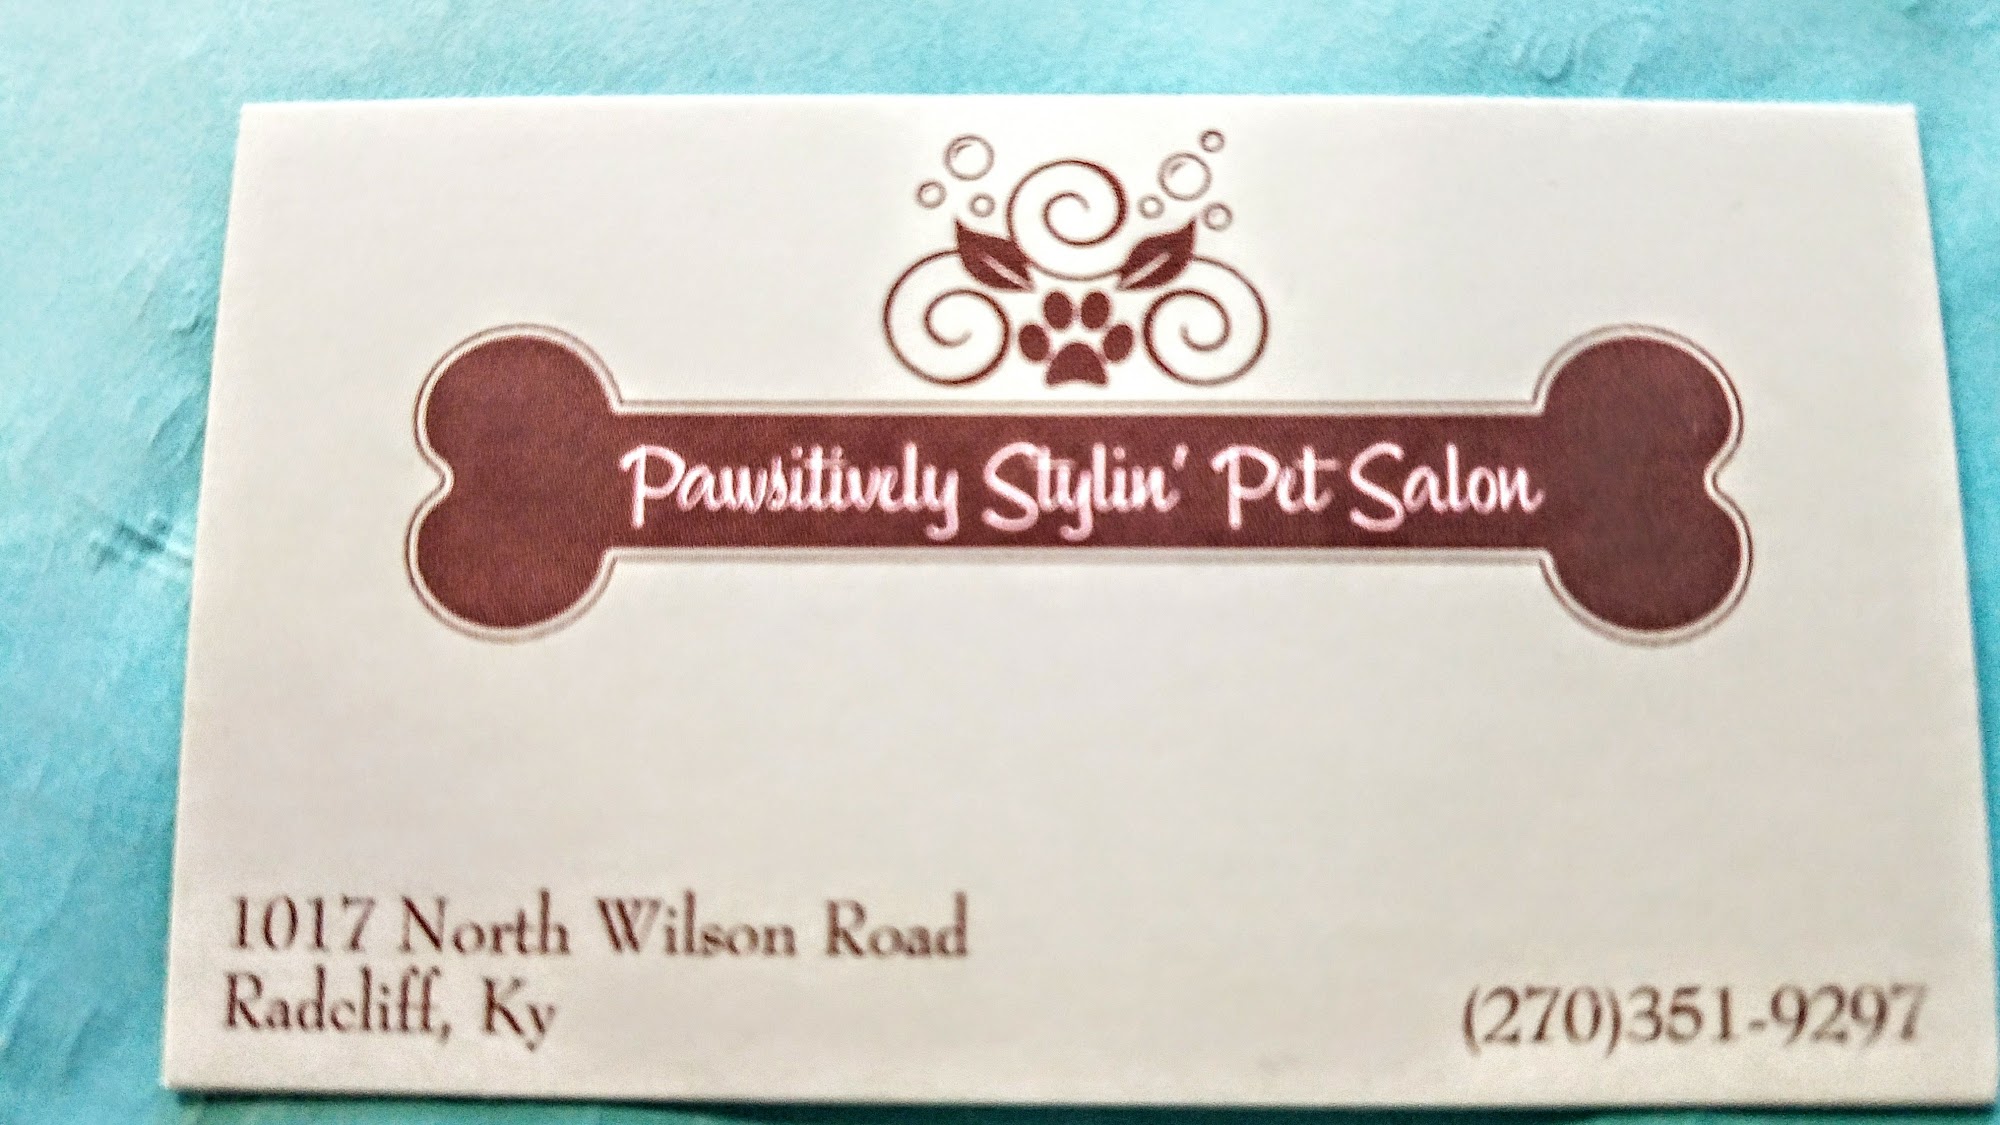 Pawsitively Stylin' Pet Salon
1017 North Wilson Road
Radcliff, Ky
(270)351-9297